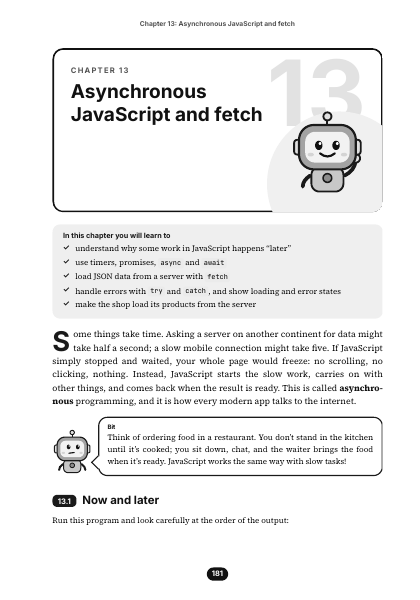 Chapter 13: Asynchronous JavaScript and fetch
CHAPTER 13
13
Asynchronous
JavaScript and fetch
In this chapter you will learn to
✓ understand why some work in JavaScript happens “later”
✓ use timers, promises, async and await
✓ load JSON data from a server with fetch
✓ handle errors with try and catch, and show loading and error states
✓ make the shop load its products from the server
Some things take time. Asking a server on another continent for data might
take half a second; a slow mobile connection might take five. If JavaScript
simply stopped and waited, your whole page would freeze: no scrolling, no
clicking, nothing. Instead, JavaScript starts the slow work, carries on with
other things, and comes back when the result is ready. This is called asynchro-
nous programming, and it is how every modern app talks to the internet.
Bit
Think of ordering food in a restaurant. You don’t stand in the kitchen
until it’s cooked; you sit down, chat, and the waiter brings the food
when it’s ready. JavaScript works the same way with slow tasks!
13.1 Now and later
Run this program and look carefully at the order of the output:
181